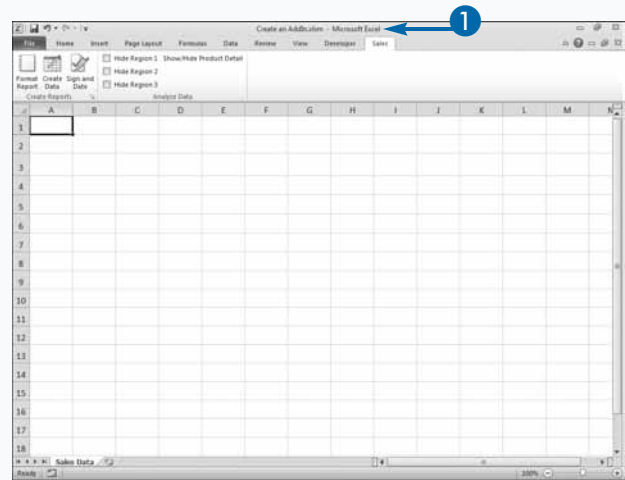 Create an AddIn.xlsm - Microsoft Excel
1
File Home Insert Page Layout Formulas Data Review View Developer Sales
Hide Region 1 Show/Hide Product Detail
Hide Region 2
Hide Region 3
Format Report Create Data Sign and Date
Create Reports Analyze Data
A B C D E F G H I J K L M N
1
2
3
4
5
6
7
8
9
10
11
12
13
14
15
16
17
18
Sales Data
Ready 100%